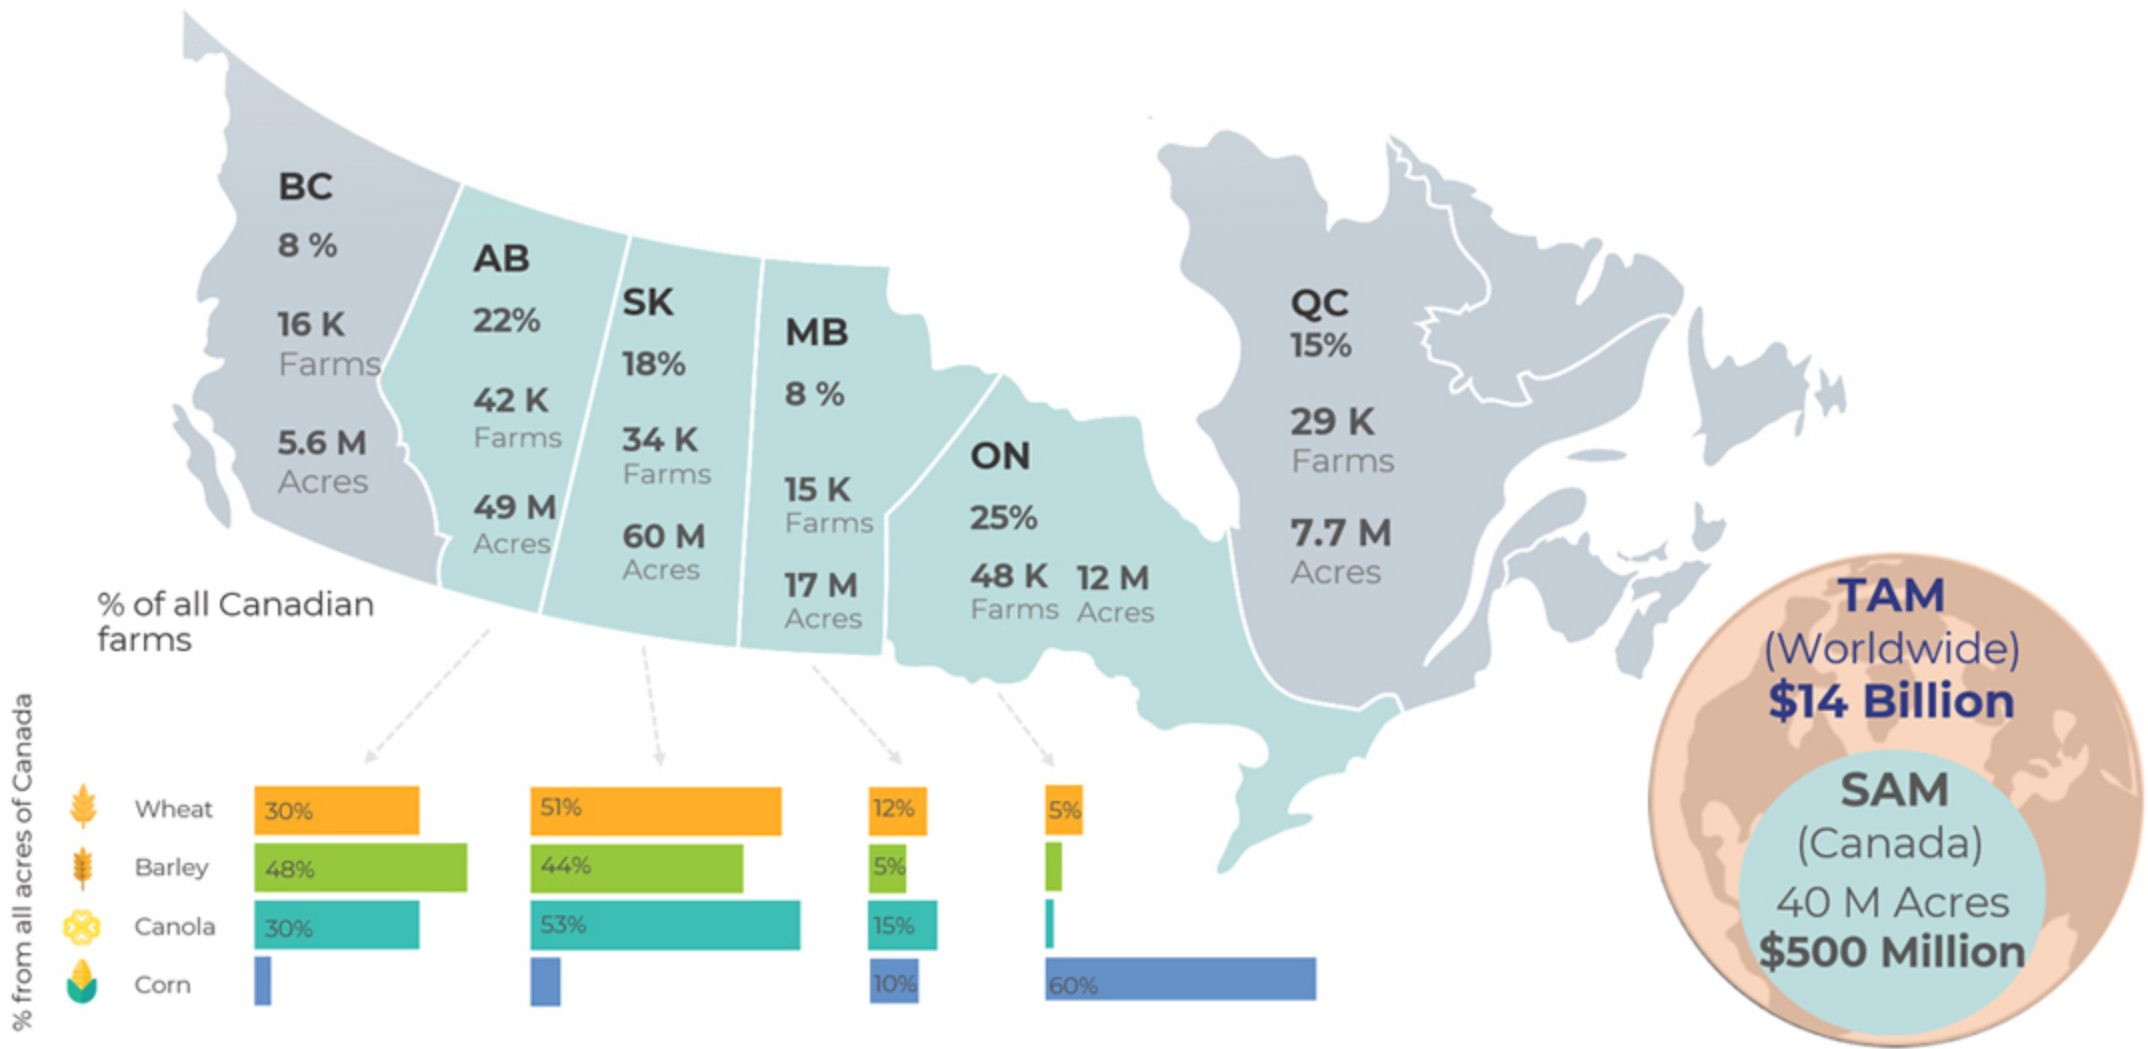 BC
8 %
16 K
Farms
5.6 M
Acres
AB
22%
42 K
Farms
49 M
Acres
SK
18%
34 K
Farms
60 M
Acres
MB
8 %
15 K
Farms
17 M
Acres
ON
25%
48 K
Farms
12 M
Acres
QC
15%
29 K
Farms
7.7 M
Acres
% of all Canadian
farms
% from all acres of Canada
Wheat
30%
51%
12%
5%
Barley
48%
44%
5%
Canola
30%
53%
15%
Corn
10%
60%
TAM
(Worldwide)
$14 Billion
SAM
(Canada)
40 M Acres
$500 Million